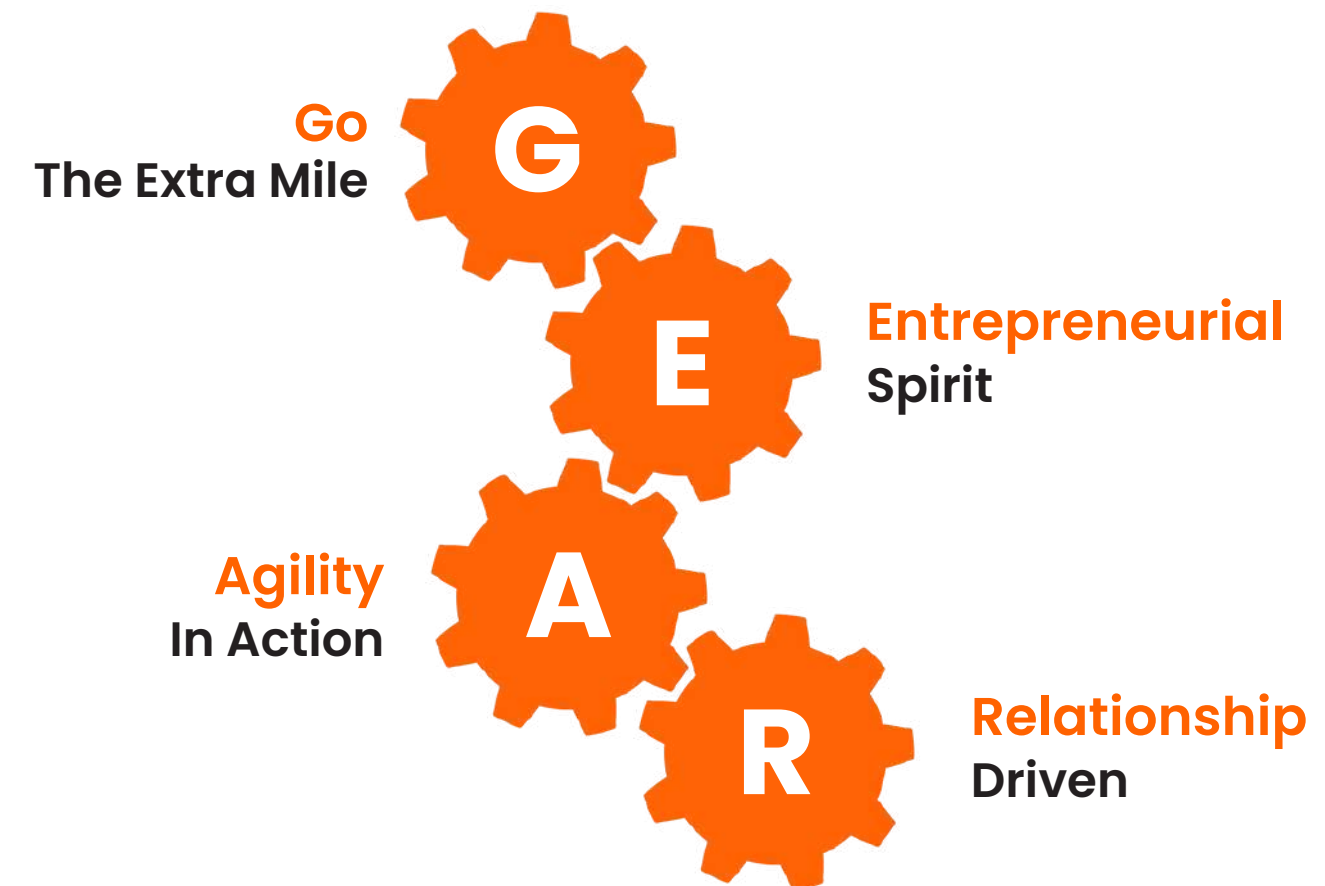 G
Go
The Extra Mile
E
Entrepreneurial
Spirit
A
Agility
In Action
R
Relationship
Driven